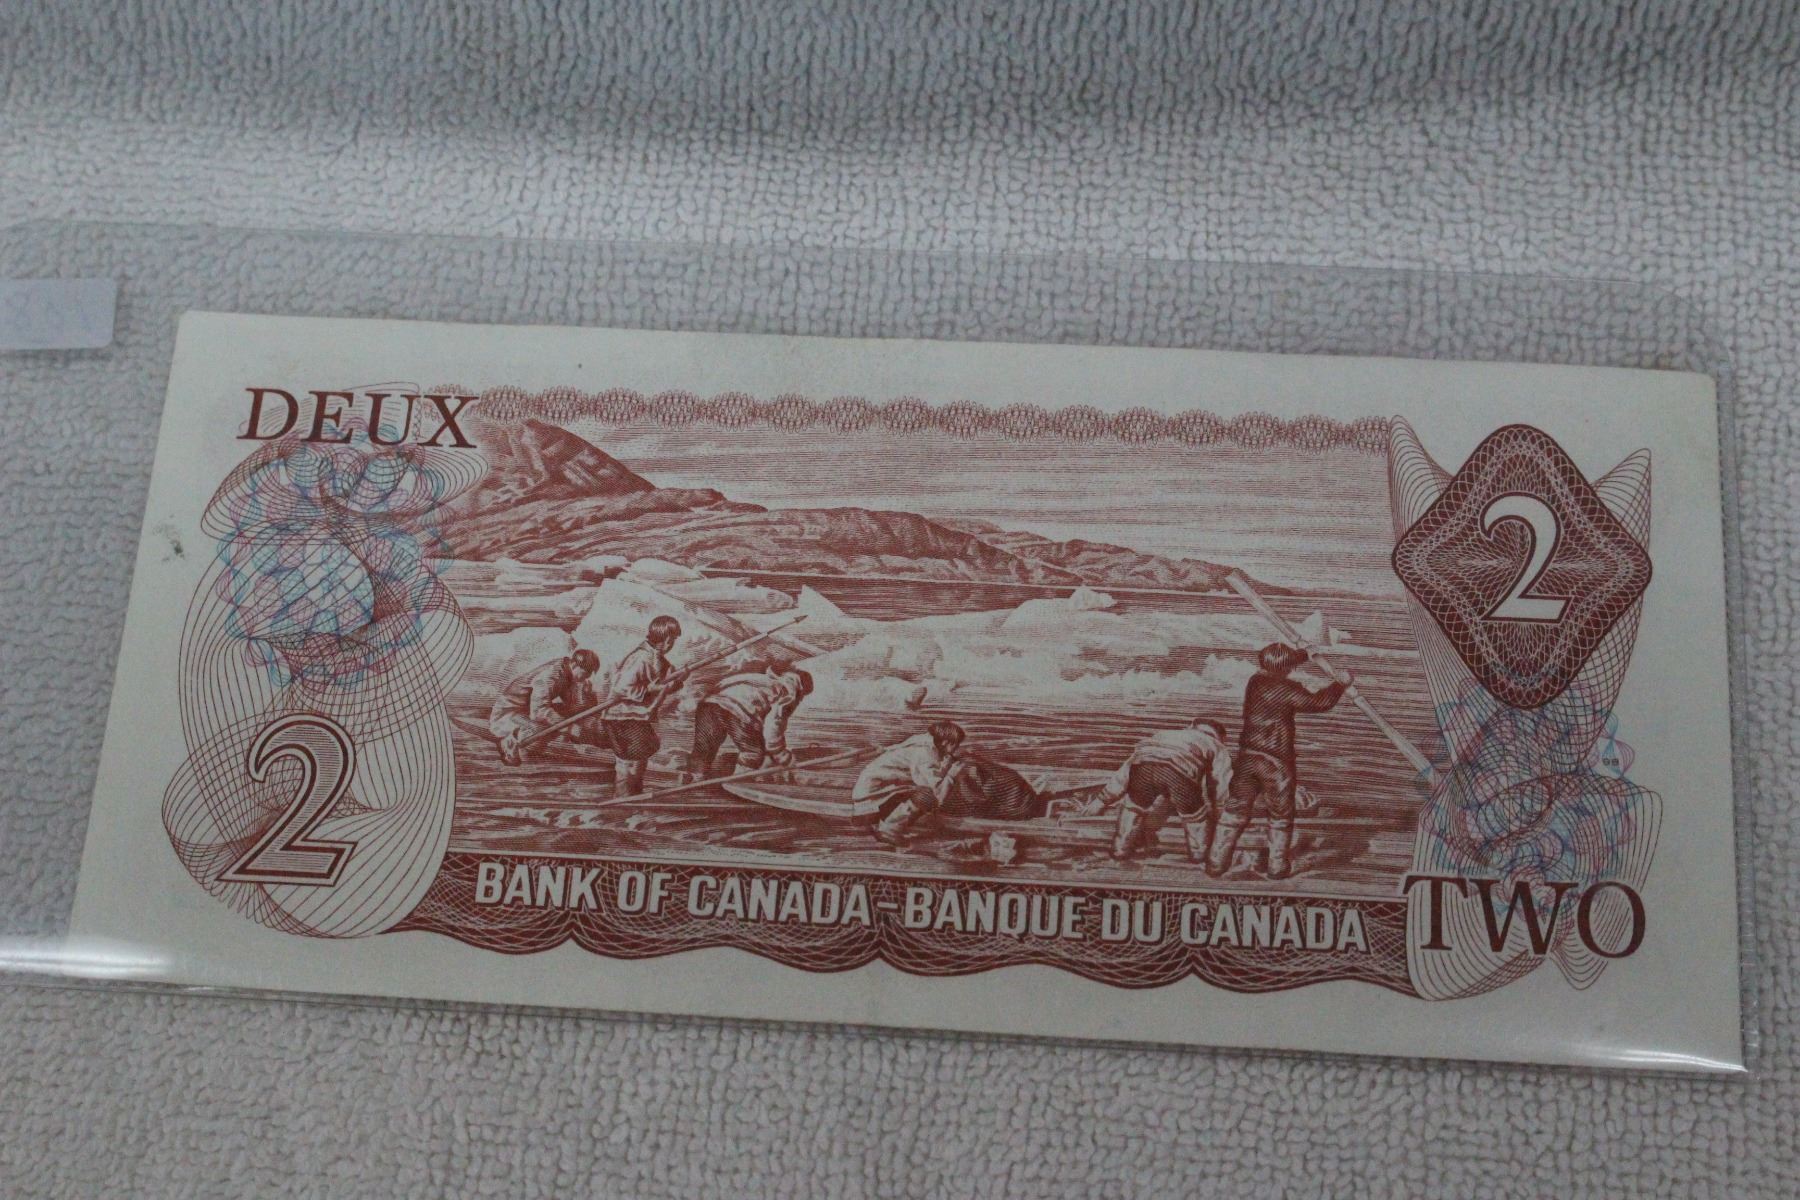 DEUX
2
2
BANK OF CANADA-BANQUE DU CANADA
TWO